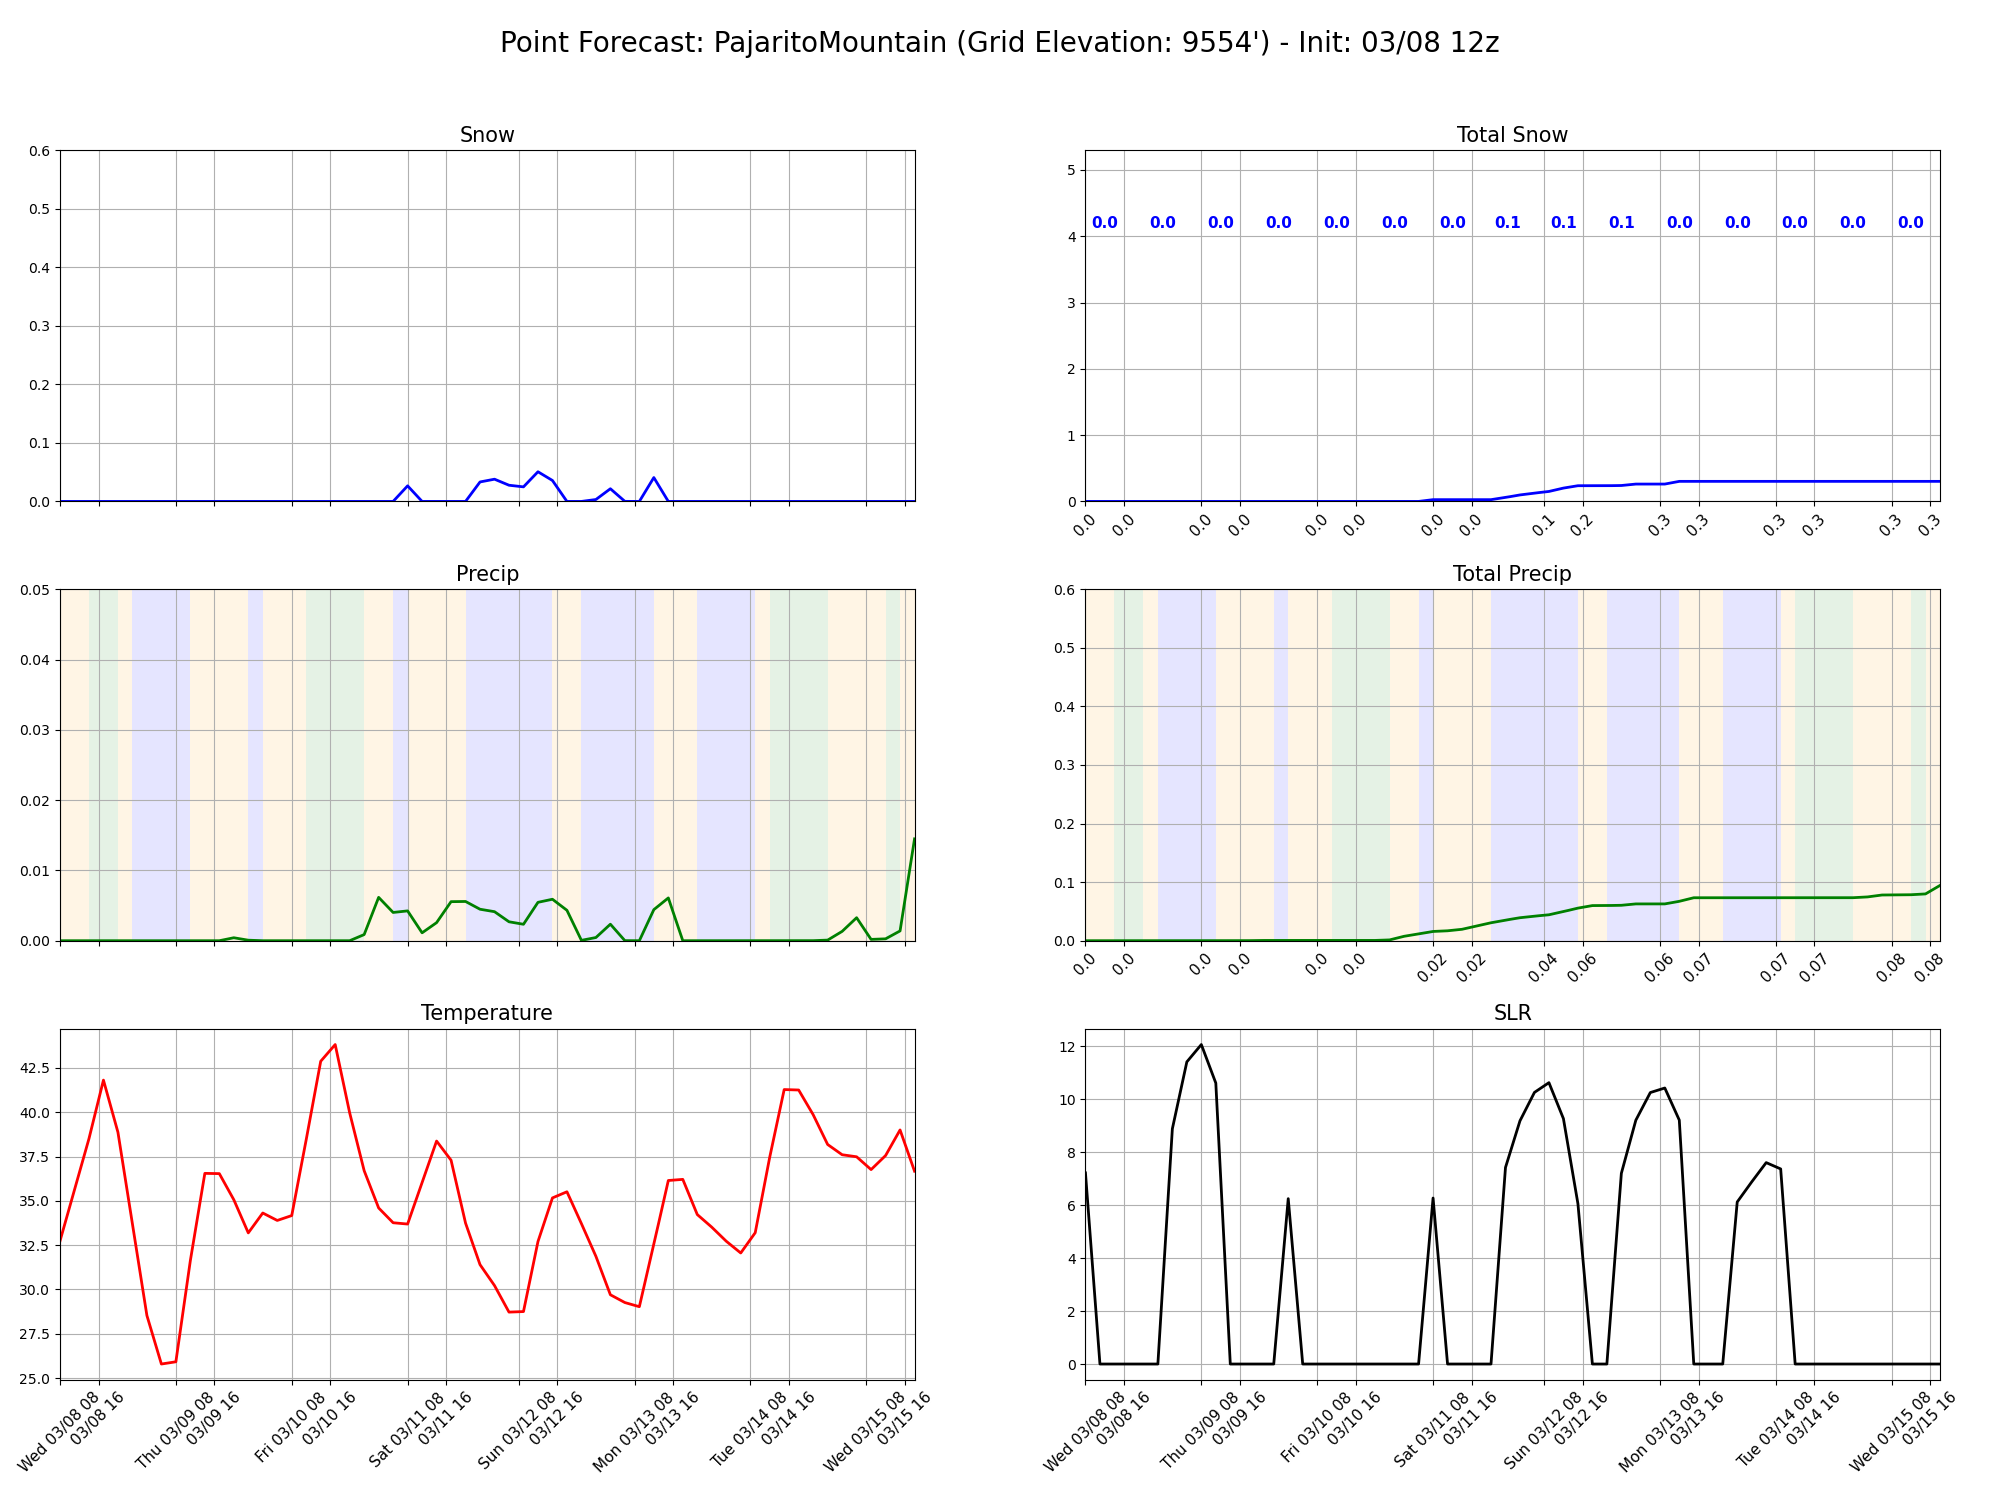 Point Forecast: PajaritoMountain (Grid Elevation: 9554') - Init: 03/08 12z
Snow
0.6
0.5
0.4
0.3
0.2
0.1
0.0
Total Snow
5
4
3
2
1
0
0.0 0.0 0.0 0.0 0.0 0.0 0.0 0.1 0.1 0.1 0.0 0.0 0.0 0.0 0.0
0.0 0.0 0.0 0.0 0.0 0.0 0.0 0.0 0.1 0.2 0.3 0.3 0.3 0.3 0.3 0.3
Precip
0.05
0.04
0.03
0.02
0.01
0.00
Total Precip
0.6
0.5
0.4
0.3
0.2
0.1
0.0
0.0 0.0 0.0 0.0 0.0 0.0 0.02 0.02 0.04 0.06 0.06 0.07 0.07 0.07 0.08 0.08
Temperature
42.5
40.0
37.5
35.0
32.5
30.0
27.5
25.0
Wed 03/08 08
03/08 16
Thu 03/09 08
03/09 16
Fri 03/10 08
03/10 16
Sat 03/11 08
03/11 16
Sun 03/12 08
03/12 16
Mon 03/13 08
03/13 16
Tue 03/14 08
03/14 16
Wed 03/15 08
03/15 16
SLR
12
10
8
6
4
2
0
Wed 03/08 08
03/08 16
Thu 03/09 08
03/09 16
Fri 03/10 08
03/10 16
Sat 03/11 08
03/11 16
Sun 03/12 08
03/12 16
Mon 03/13 08
03/13 16
Tue 03/14 08
03/14 16
Wed 03/15 08
03/15 16